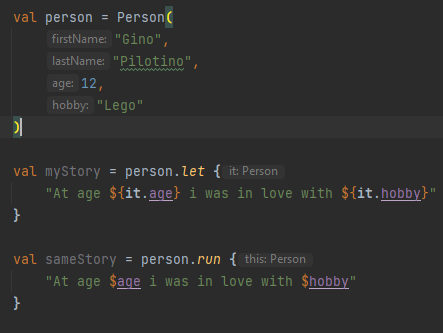 val person = Person(
firstName: "Gino",
lastName: "Pilotino",
age: 12,
hobby: "Lego"
)
val myStory = person.let { it: Person
"At age ${it.age} i was in love with ${it.hobby}"
}
val sameStory = person.run { this: Person
"At age $age i was in love with $hobby"
}